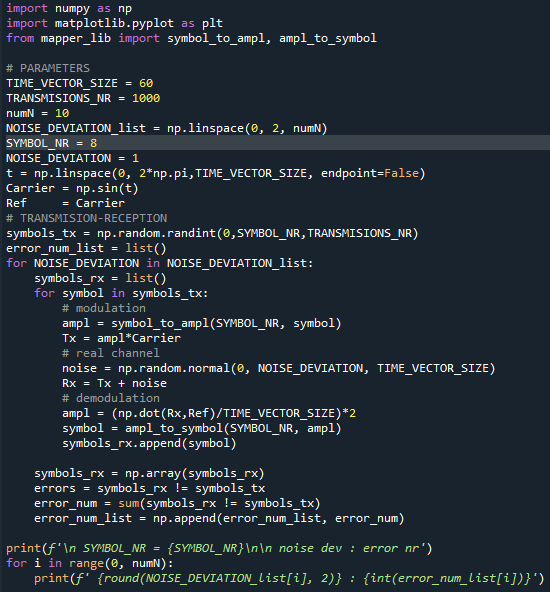 import numpy as np
import matplotlib.pyplot as plt
from mapper_lib import symbol_to_ampl, ampl_to_symbol

# PARAMETERS
TIME_VECTOR_SIZE = 60
TRANSMISIONS_NR = 1000
numN = 10
NOISE_DEVIATION_list = np.linspace(0, 2, numN)
SYMBOL_NR = 8
NOISE_DEVIATION = 1
t = np.linspace(0, 2*np.pi,TIME_VECTOR_SIZE, endpoint=False)
Carrier = np.sin(t)
Ref     = Carrier
# TRANSMISION-RECEPTION
symbols_tx = np.random.randint(0,SYMBOL_NR,TRANSMISIONS_NR)
error_num_list = list()
for NOISE_DEVIATION in NOISE_DEVIATION_list:
    symbols_rx = list()
    for symbol in symbols_tx:
        # modulation
        ampl = symbol_to_ampl(SYMBOL_NR, symbol)
        Tx = ampl*Carrier
        # real channel
        noise = np.random.normal(0, NOISE_DEVIATION, TIME_VECTOR_SIZE)
        Rx = Tx + noise
        # demodulation
        ampl = (np.dot(Rx,Ref)/TIME_VECTOR_SIZE)*2
        symbol = ampl_to_symbol(SYMBOL_NR, ampl)
        symbols_rx.append(symbol)

    symbols_rx = np.array(symbols_rx)
    errors = symbols_rx != symbols_tx
    error_num = sum(symbols_rx != symbols_tx)
    error_num_list = np.append(error_num_list, error_num)

print(f'\n SYMBOL_NR = {SYMBOL_NR}\n\n noise dev : error nr')
for i in range(0, numN):
    print(f' {round(NOISE_DEVIATION_list[i], 2)} : {int(error_num_list[i])}')